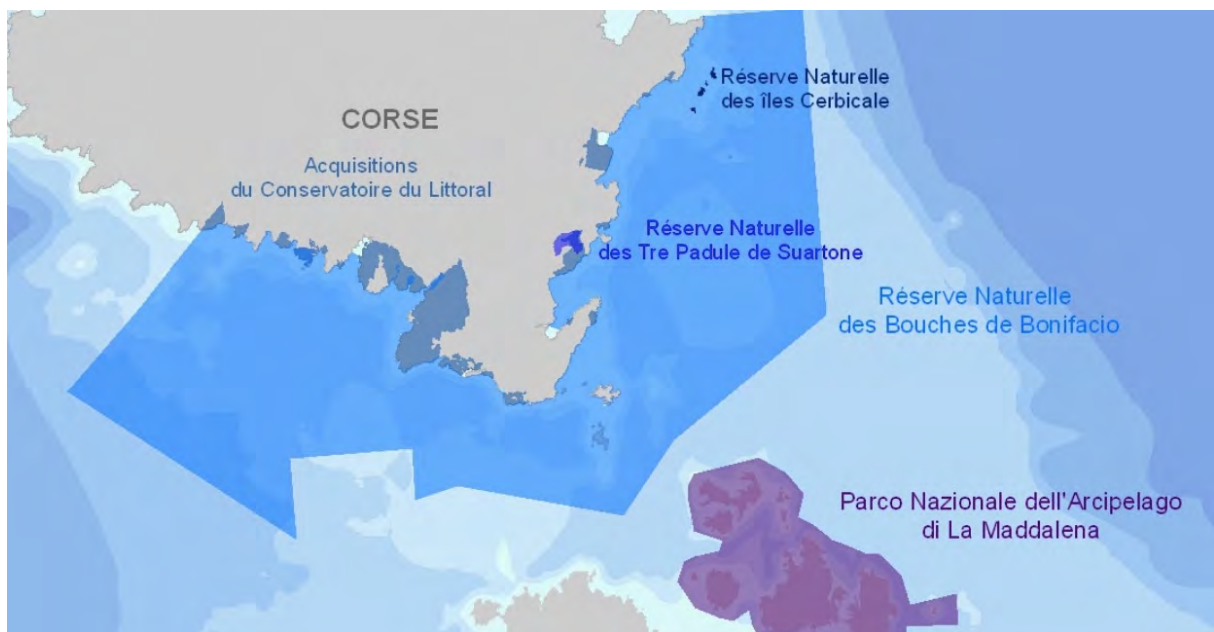 Réserve Naturelle
des îles Cerbicale
CORSE
Acquisitions
du Conservatoire du Littoral
Réserve Naturelle
des Tre Padule de Suartone
Réserve Naturelle
des Bouches de Bonifacio
Parco Nazionale dell'Arcipelago
di La Maddalena